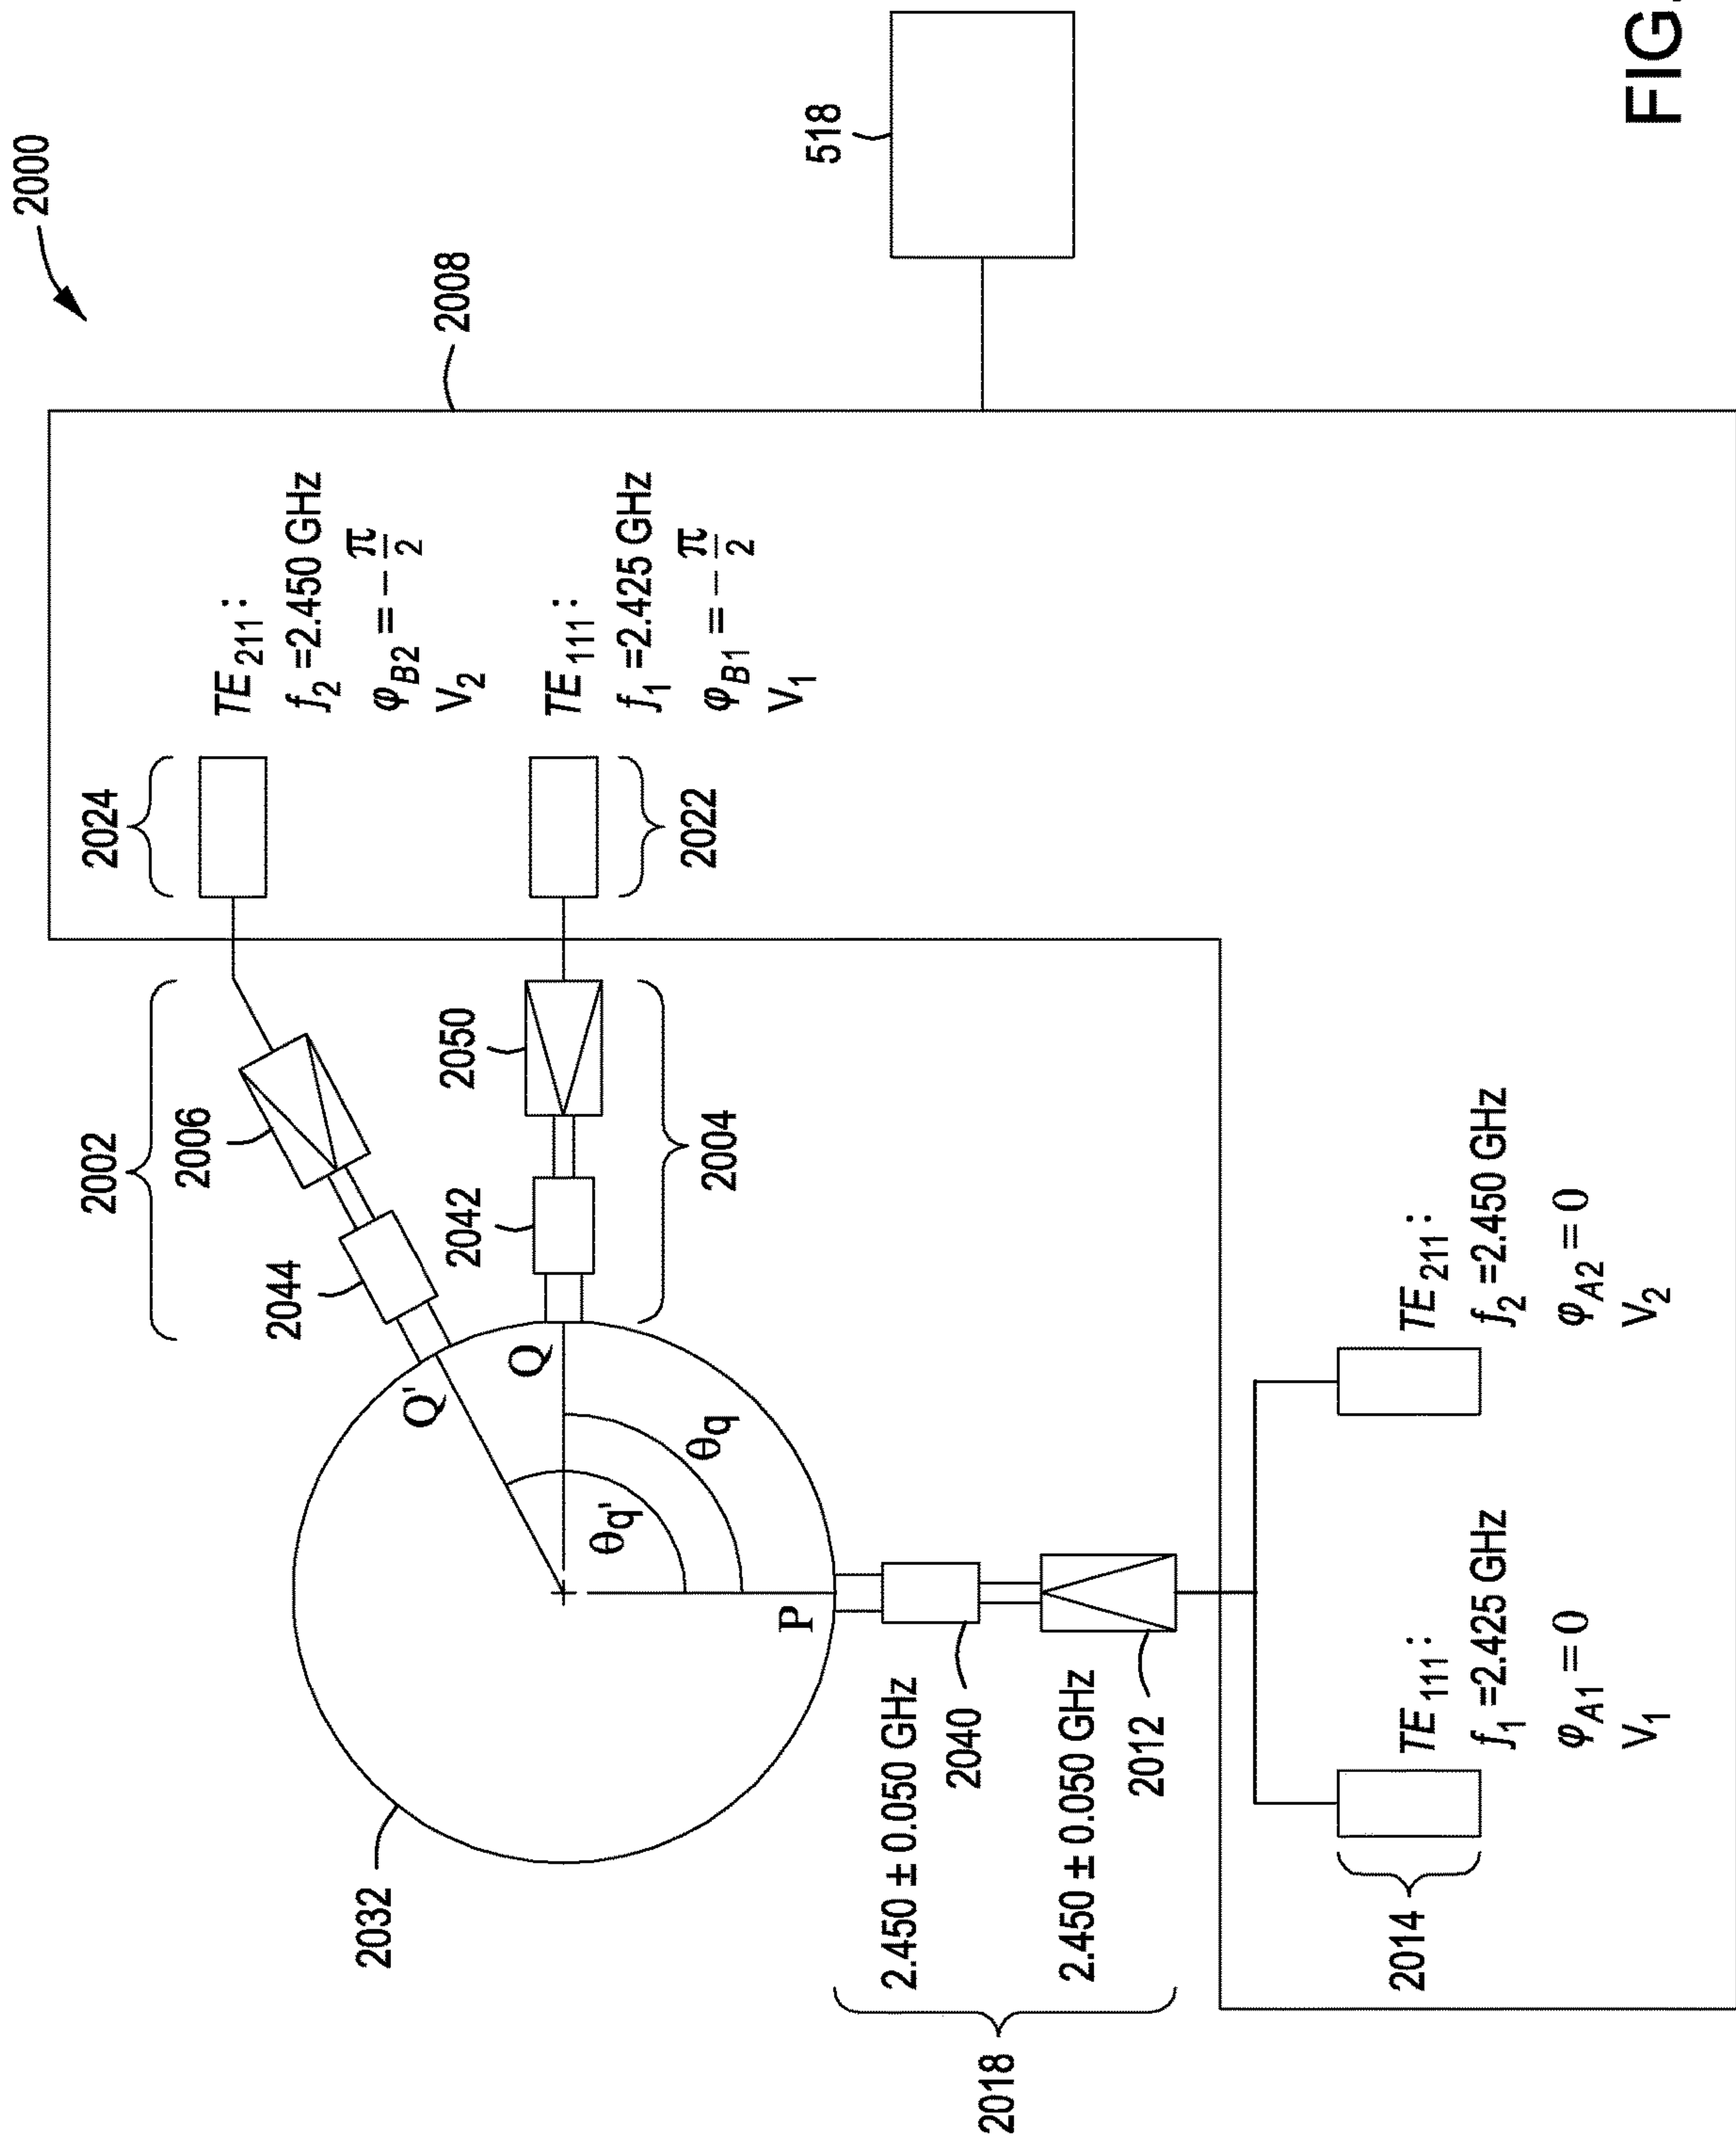 2000
2008
518
2024
TE211:
f2=2.450 GHz
φB2=−π/2
V2
2022
TE111:
f1=2.425 GHz
φB1=−π/2
V1
2002
2006
2044
2050
2042
2004
Q'
Q
θq'
θq
P
2032
2.450 ± 0.050 GHz
2040
2.450 ± 0.050 GHz
2012
2018
2014
TE111:
f1=2.425 GHz
φA1=0
V1
TE211:
f2=2.450 GHz
φA2=0
V2
FIG.